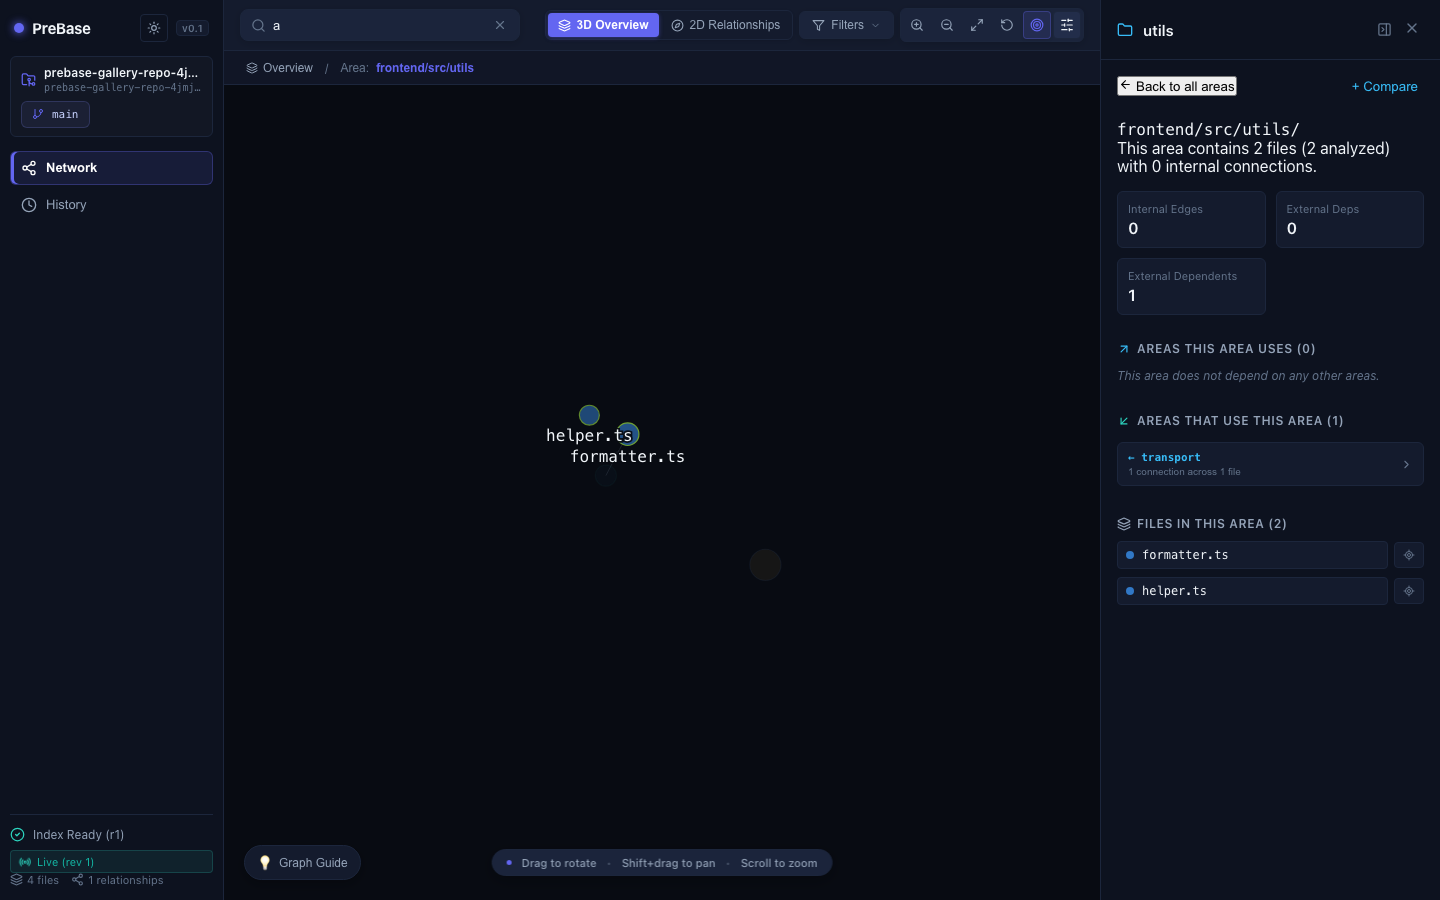 PreBase
v0.1
prebase-gallery-repo-4j...
prebase-gallery-repo-4jmj...
main
Network
History
Index Ready (r1)
Live (rev 1)
4 files 1 relationships
a
3D Overview
2D Relationships
Filters
Overview / Area: frontend/src/utils
helper.ts
formatter.ts
Graph Guide
Drag to rotate - Shift+drag to pan - Scroll to zoom
utils
← Back to all areas
+ Compare
frontend/src/utils/
This area contains 2 files (2 analyzed)
with 0 internal connections.
Internal Edges
0
External Deps
0
External Dependents
1
AREAS THIS AREA USES (0)
This area does not depend on any other areas.
AREAS THAT USE THIS AREA (1)
← transport
1 connection across 1 file
FILES IN THIS AREA (2)
formatter.ts
helper.ts